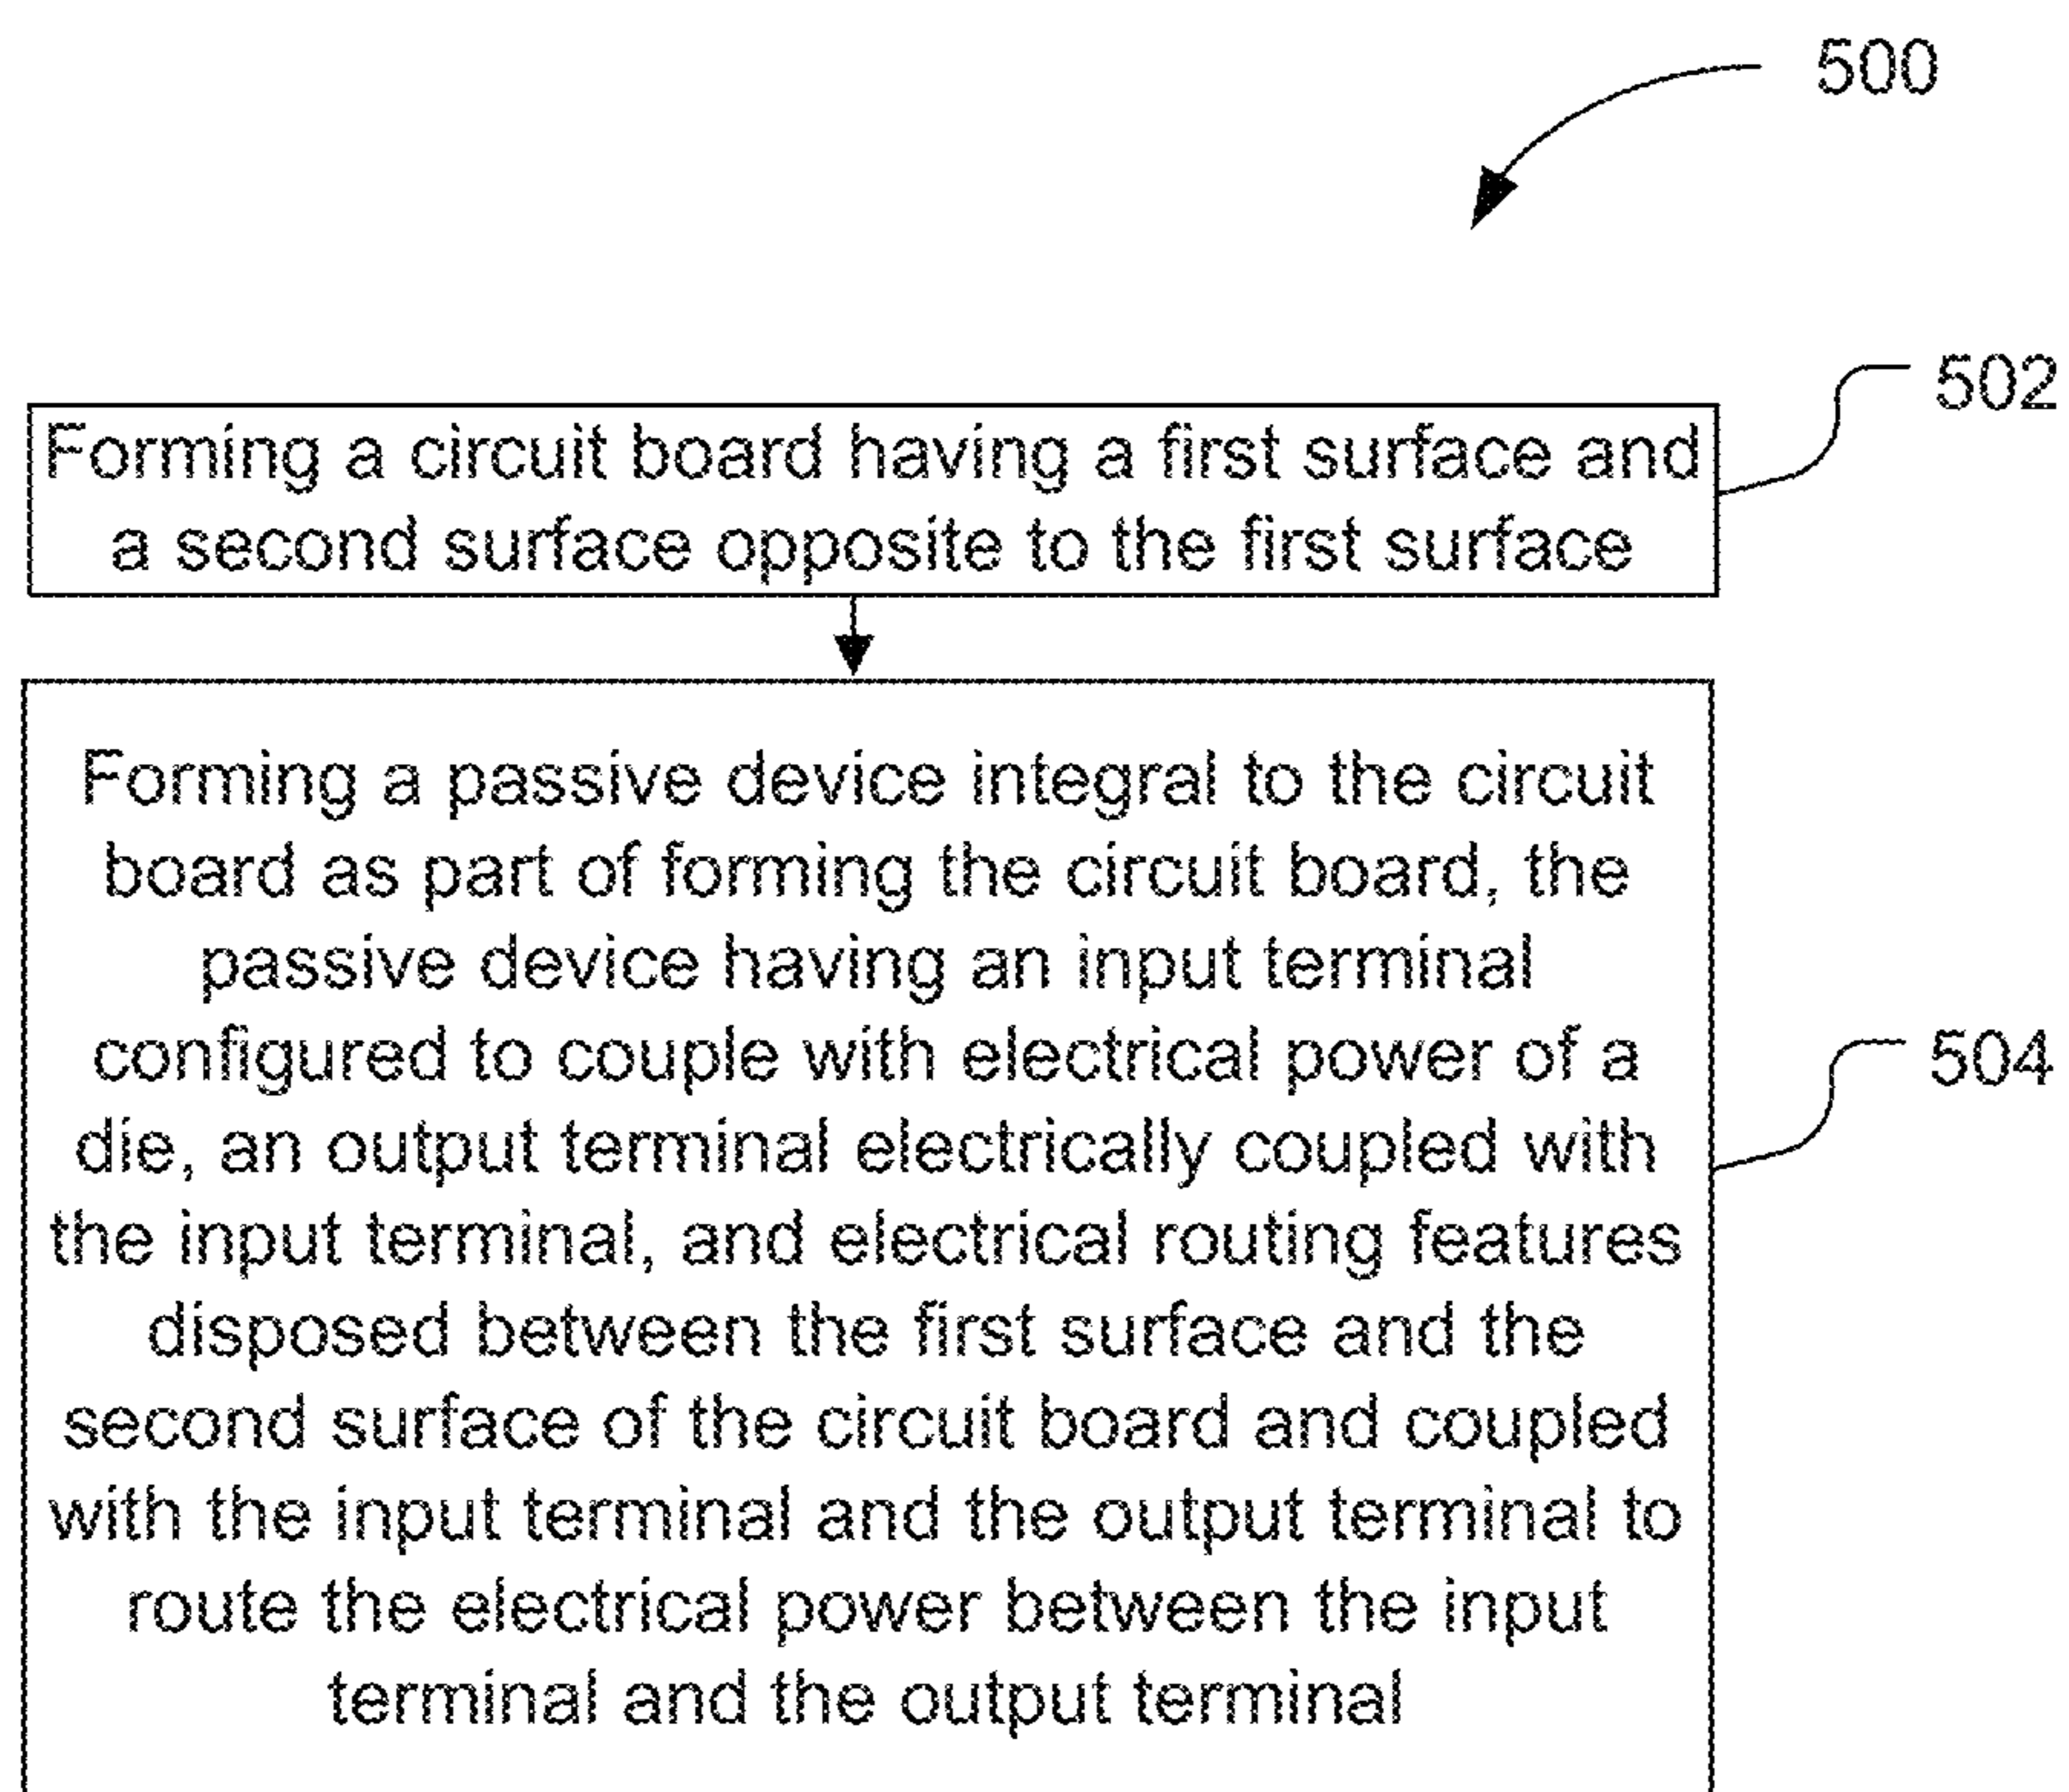 500
502
Forming a circuit board having a first surface and
a second surface opposite to the first surface
Forming a passive device integral to the circuit
board as part of forming the circuit board, the
passive device having an input terminal
configured to couple with electrical power of a
die, an output terminal electrically coupled with
the input terminal, and electrical routing features
disposed between the first surface and the
second surface of the circuit board and coupled
with the input terminal and the output terminal to
route the electrical power between the input
terminal and the output terminal
504